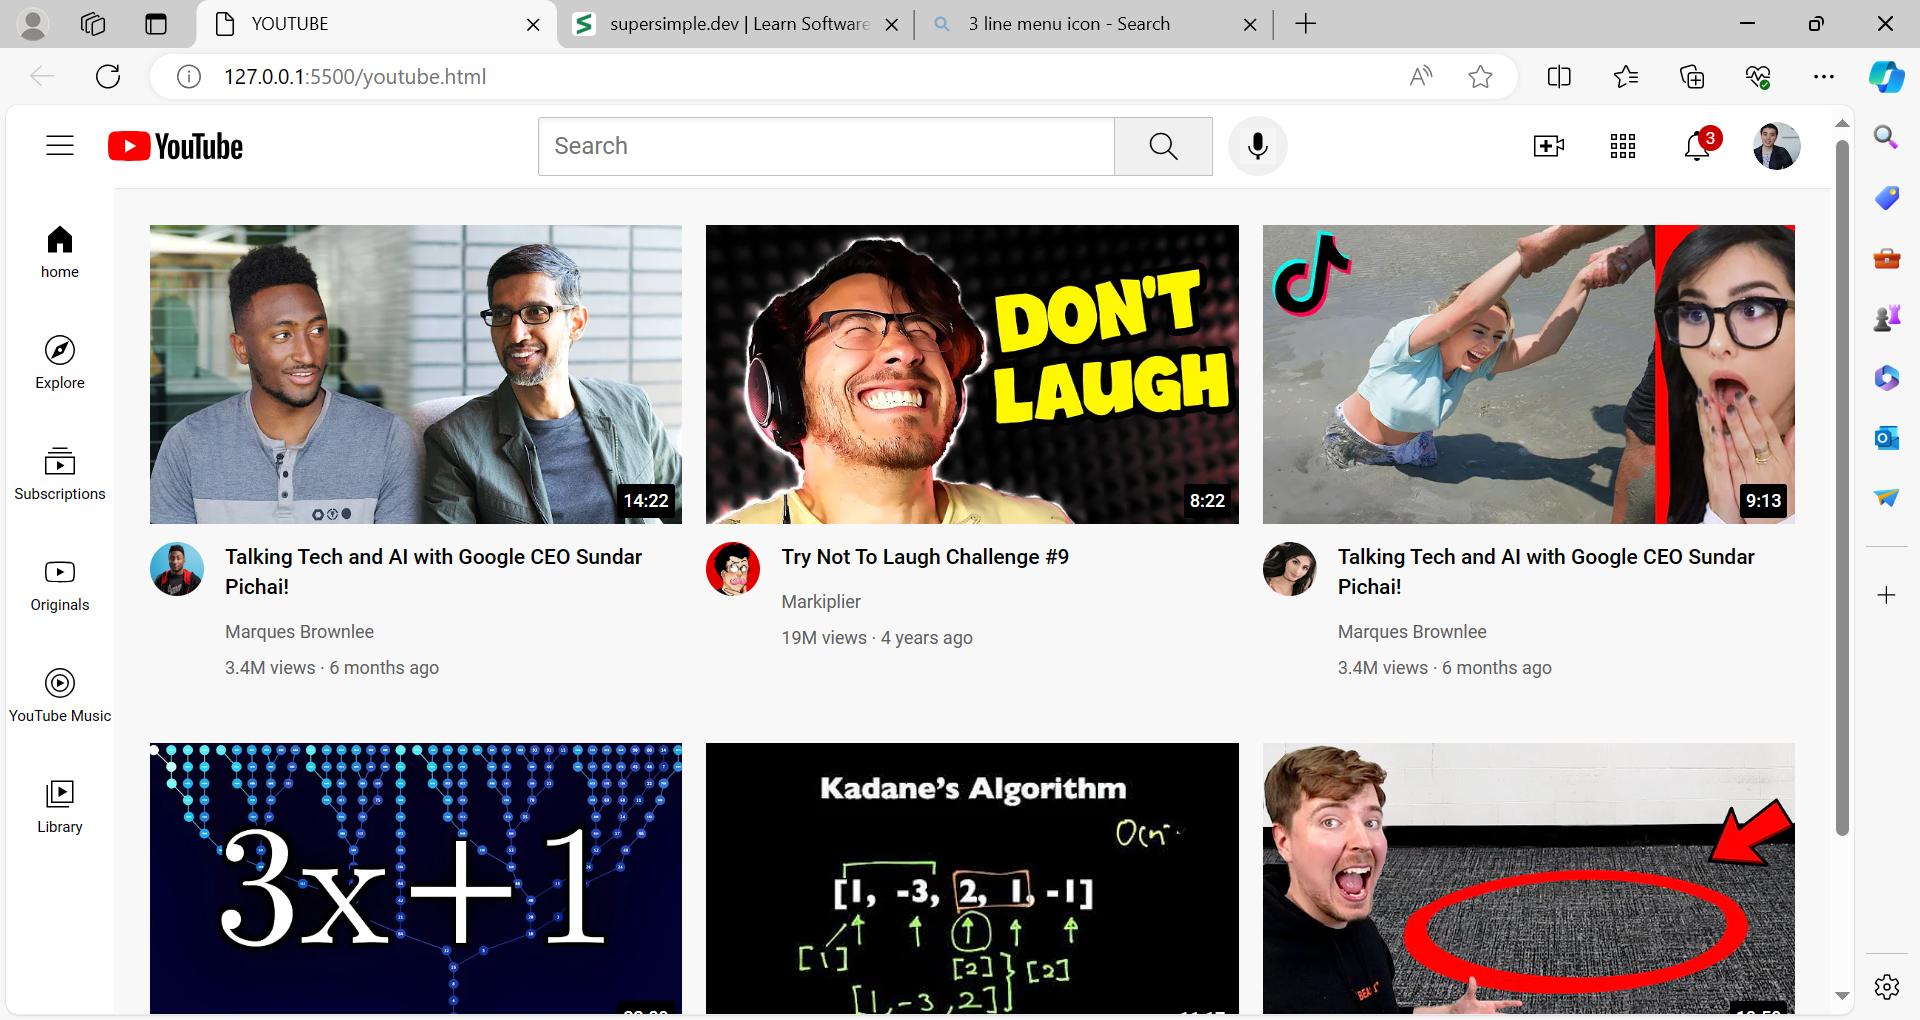 YOUTUBE
supersimple.dev | Learn Software
3 line menu icon - Search
127.0.0.1:5500/youtube.html
YouTube
Search
3
home
Explore
Subscriptions
Originals
YouTube Music
Library
14:22
DON'T
LAUGH
8:22
9:13
Talking Tech and AI with Google CEO Sundar
Pichai!
Marques Brownlee
3.4M views · 6 months ago
Try Not To Laugh Challenge #9
Markiplier
19M views · 4 years ago
Talking Tech and AI with Google CEO Sundar
Pichai!
Marques Brownlee
3.4M views · 6 months ago
3x+1
Kadane's Algorithm
[1, -3, 2, 1, -1]
[1]
[2]
[2]
[1, -3, 2]